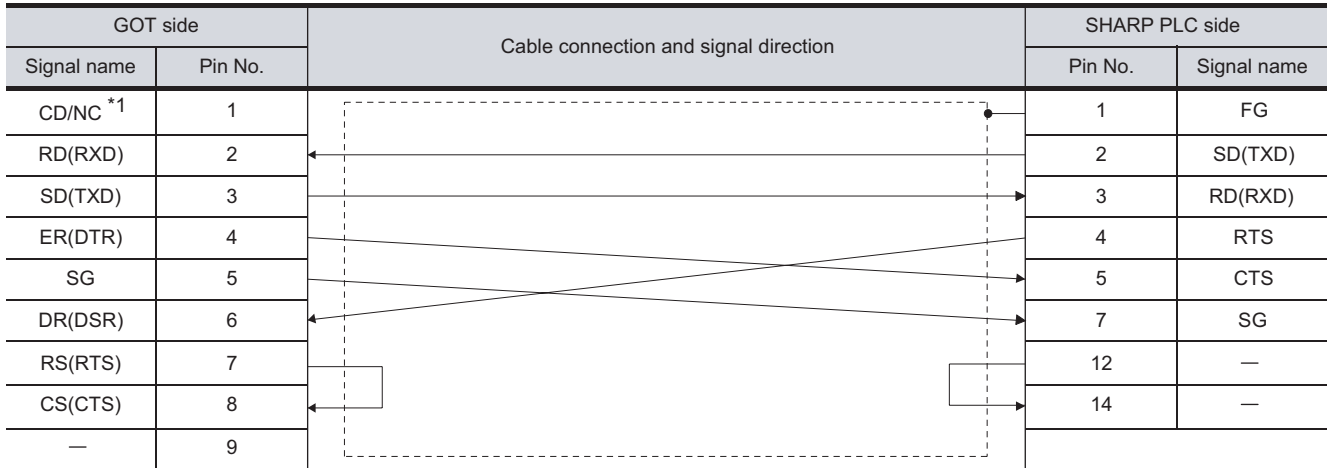 GOT side Cable connection and signal direction SHARP PLC side
Signal name Pin No. Pin No. Signal name
CD/NC *1 1 1 FG
RD(RXD) 2 2 SD(TXD)
SD(TXD) 3 3 RD(RXD)
ER(DTR) 4 4 RTS
SG 5 5 CTS
DR(DSR) 6 7 SG
RS(RTS) 7 12 —
CS(CTS) 8 14 —
— 9